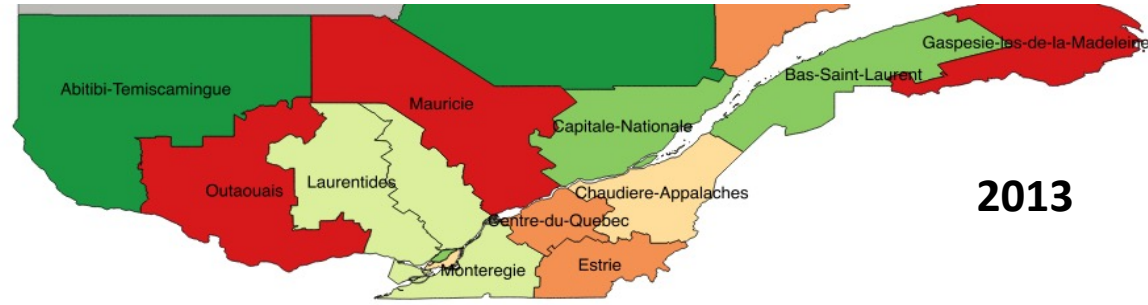 Gaspesie-les-de-la-Madeleine
Bas-Saint-Laurent
Abitibi-Temiscamingue
Mauricie
Capitale-Nationale
Outaouais
Laurentides
Chaudiere-Appalaches
2013
Centre-du-Quebec
Monteregie
Estrie